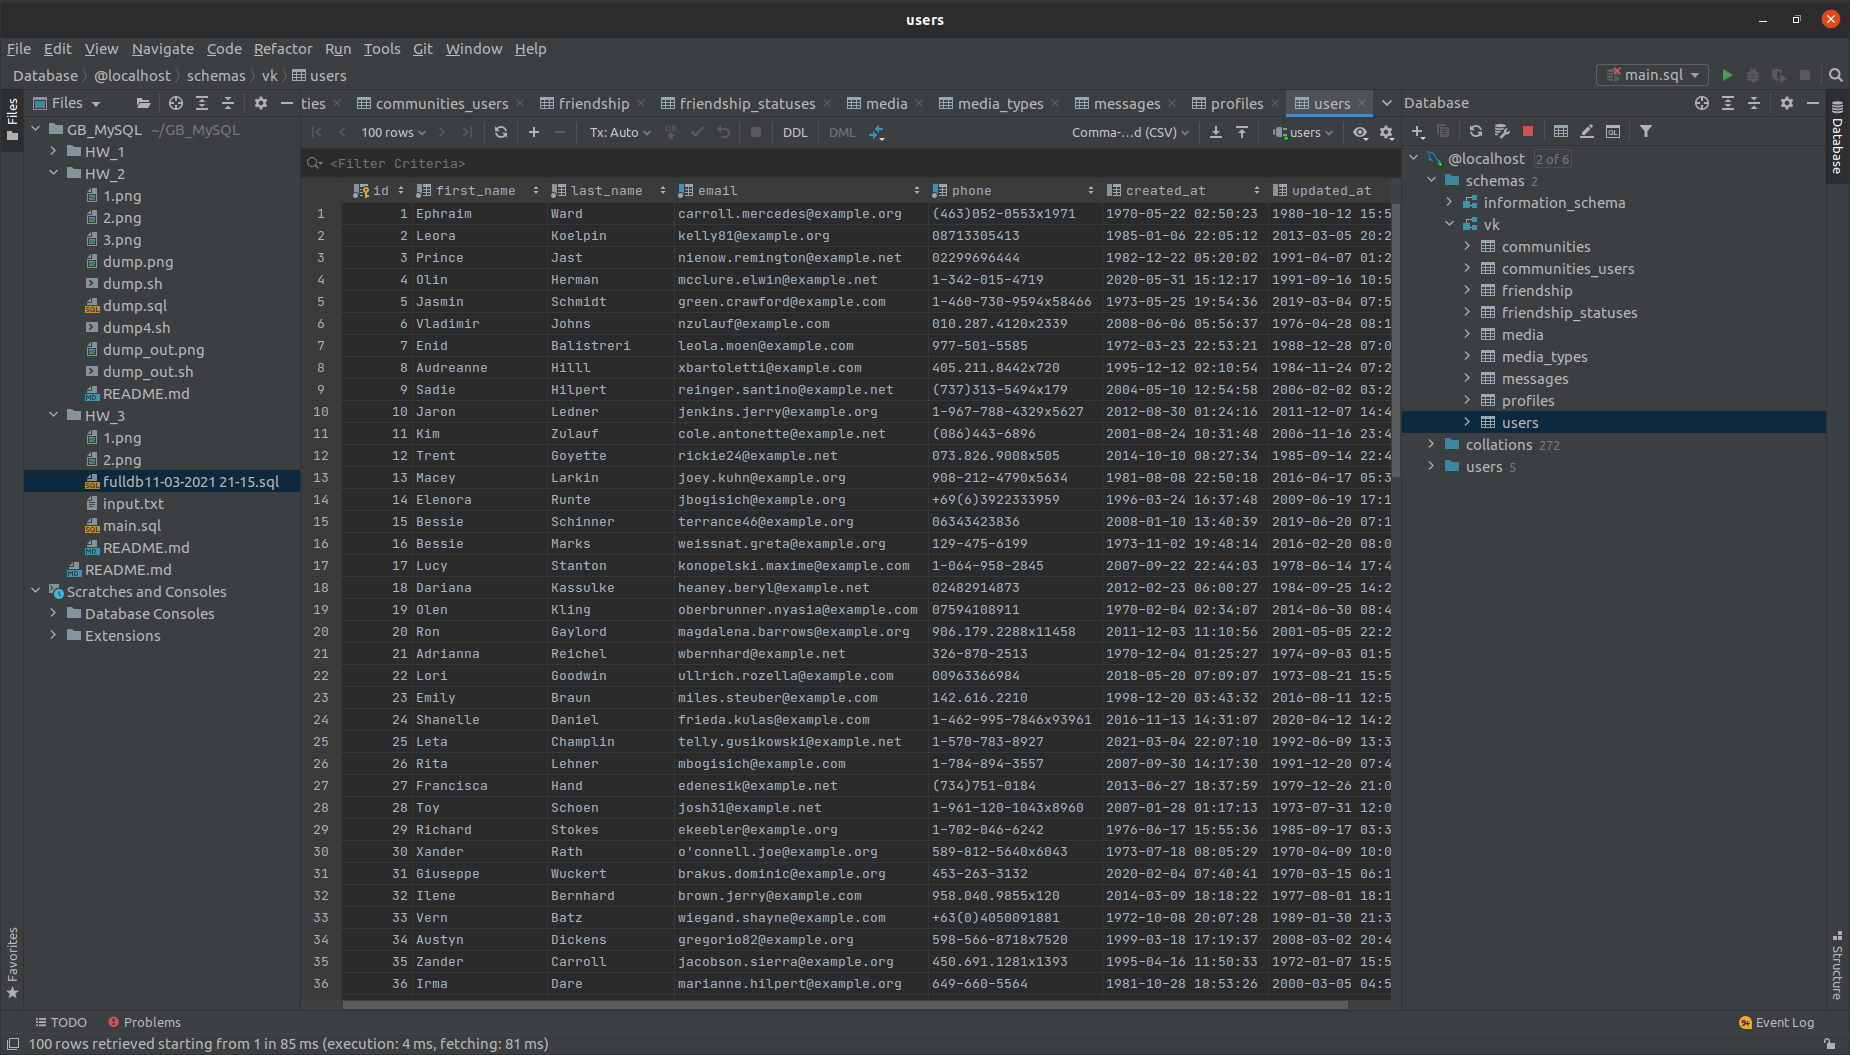 users
File Edit View Navigate Code Refactor Run Tools Git Window Help
Database @localhost schemas vk users
main.sql
Files
Files
ties communities_users friendship friendship_statuses media media_types messages profiles users
Database
Database
100 rows Tx: Auto DDL DML Comma-...d (CSV) users
<Filter Criteria>
GB_MySQL ~/GB_MySQL
HW_1
HW_2
1.png
2.png
3.png
dump.png
dump.sh
dump.sql
dump4.sh
dump_out.png
dump_out.sh
README.md
HW_3
1.png
2.png
fulldb11-03-2021 21-15.sql
input.txt
main.sql
README.md
README.md
Scratches and Consoles
Database Consoles
Extensions
id first_name last_name email phone created_at updated_at
1 1 Ephraim Ward carroll.mercedes@example.org (463)052-0553x1971 1970-05-22 02:50:23 1980-10-12 15:5
2 2 Leora Koelpin kelly81@example.org 08713305413 1985-01-06 22:05:12 2013-03-05 20:2
3 3 Prince Jast nienow.remington@example.net 02299696444 1982-12-22 05:20:02 1991-04-07 01:2
4 4 Olin Herman mcclure.elwin@example.net 1-342-015-4719 2020-05-31 15:12:17 1991-09-16 10:5
5 5 Jasmin Schmidt green.crawford@example.com 1-460-730-9594x58466 1973-05-25 19:54:36 2019-03-04 07:5
6 6 Vladimir Johns nzulauf@example.com 010.287.4120x2339 2008-06-06 05:56:37 1976-04-28 08:1
7 7 Enid Balistreri leola.moen@example.com 977-501-5585 1972-03-23 22:53:21 1988-12-28 07:0
8 8 Audreanne Hilll xbartoletti@example.com 405.211.8442x720 1995-12-12 02:10:54 1984-11-24 07:2
9 9 Sadie Hilpert reinger.santino@example.net (737)313-5494x179 2004-05-10 12:54:58 2006-02-02 03:2
10 10 Jaron Ledner jenkins.jerry@example.org 1-967-788-4329x5627 2012-08-30 01:24:16 2011-12-07 14:4
11 11 Kim Zulauf cole.antonette@example.net (086)443-6896 2001-08-24 10:31:48 2006-11-16 23:4
12 12 Trent Goyette rickie24@example.net 073.826.9008x505 2014-10-10 08:27:34 1985-09-14 22:4
13 13 Macey Larkin joey.kuhn@example.org 908-212-4790x5634 1981-08-08 22:50:18 2016-04-17 05:3
14 14 Elenora Runte jbogisich@example.org +69(6)3922333959 1996-03-24 16:37:48 2009-06-19 17:1
15 15 Bessie Schinner terrance46@example.org 06343423836 2008-01-10 13:40:39 2019-06-20 07:1
16 16 Bessie Marks weissnat.greta@example.org 129-475-6199 1973-11-02 19:48:14 2016-02-20 08:0
17 17 Lucy Stanton konopelski.maxime@example.com 1-064-958-2845 2007-09-22 22:44:03 1978-06-14 17:4
18 18 Dariana Kassulke heaney.beryl@example.net 02482914873 2012-02-23 06:00:27 1984-09-25 14:2
19 19 Olen Kling oberbrunner.nyasia@example.com 07594108911 1970-02-04 02:34:07 2014-06-30 08:4
20 20 Ron Gaylord magdalena.barrows@example.org 906.179.2288x11458 2011-12-03 11:10:56 2001-05-05 22:2
21 21 Adrianna Reichel wbernhard@example.net 326-870-2513 1970-12-04 01:25:27 1974-09-03 01:5
22 22 Lori Goodwin ullrich.rozella@example.com 00963366984 2018-05-20 07:09:07 1973-08-21 15:5
23 23 Emily Braun miles.steuber@example.com 142.616.2210 1998-12-20 03:43:32 2016-08-11 12:5
24 24 Shanelle Daniel frieda.kulas@example.com 1-462-995-7846x93961 2016-11-13 14:31:07 2020-04-12 14:2
25 25 Leta Champlin telly.gusikowski@example.net 1-570-783-8927 2021-03-04 22:07:10 1992-06-09 13:3
26 26 Rita Lehner mbogisich@example.com 1-784-894-3557 2007-09-30 14:17:30 1991-12-20 07:4
27 27 Francisca Hand edenesik@example.net (734)751-0184 2013-06-27 18:37:59 1979-12-26 21:0
28 28 Toy Schoen josh31@example.net 1-961-120-1043x8960 2007-01-28 01:17:13 1973-07-31 12:0
29 29 Richard Stokes ekeebler@example.org 1-702-046-6242 1976-06-17 15:55:36 1985-09-17 03:3
30 30 Xander Rath o'connell.joe@example.org 589-812-5640x6043 1973-07-18 08:05:29 1970-04-09 10:0
31 31 Giuseppe Wuckert brakus.dominic@example.org 453-263-3132 2020-02-04 07:40:41 1970-03-15 06:1
32 32 Ilene Bernhard brown.jerry@example.com 958.040.9855x120 2014-03-09 18:18:22 1977-08-01 18:1
33 33 Vern Batz wiegand.shayne@example.com +63(0)4050091881 1972-10-08 20:07:28 1989-01-30 21:3
34 34 Austyn Dickens gregorio82@example.org 598-566-8718x7520 1999-03-18 17:19:37 2008-03-02 20:4
35 35 Zander Carroll jacobson.sierra@example.org 450.691.1281x1393 1995-04-16 11:50:33 1972-01-07 15:5
36 36 Irma Dare marianne.hilpert@example.org 649-660-5564 1981-10-28 18:53:26 2000-03-05 04:5
@localhost 2 of 6
schemas 2
information_schema
vk
communities
communities_users
friendship
friendship_statuses
media
media_types
messages
profiles
users
collations 272
users 5
Favorites
Structure
TODO Problems
Event Log
100 rows retrieved starting from 1 in 85 ms (execution: 4 ms, fetching: 81 ms)